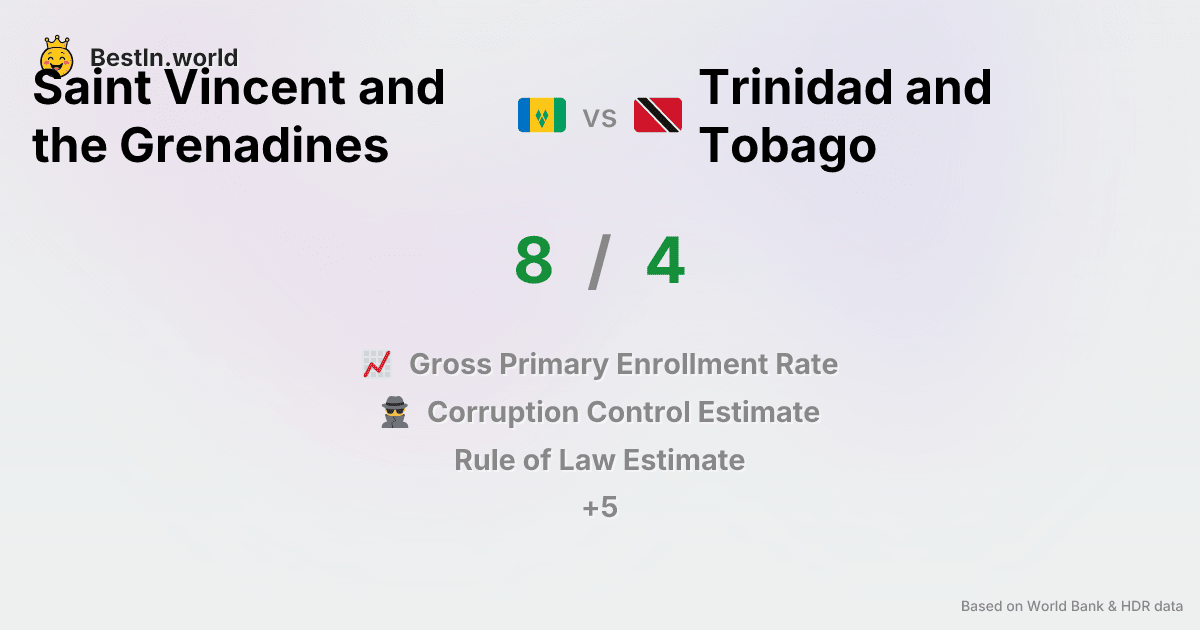 BestIn.world
Saint Vincent and
the Grenadines
vs
Trinidad and
Tobago
8 / 4
Gross Primary Enrollment Rate
Corruption Control Estimate
Rule of Law Estimate
+5
Based on World Bank & HDR data